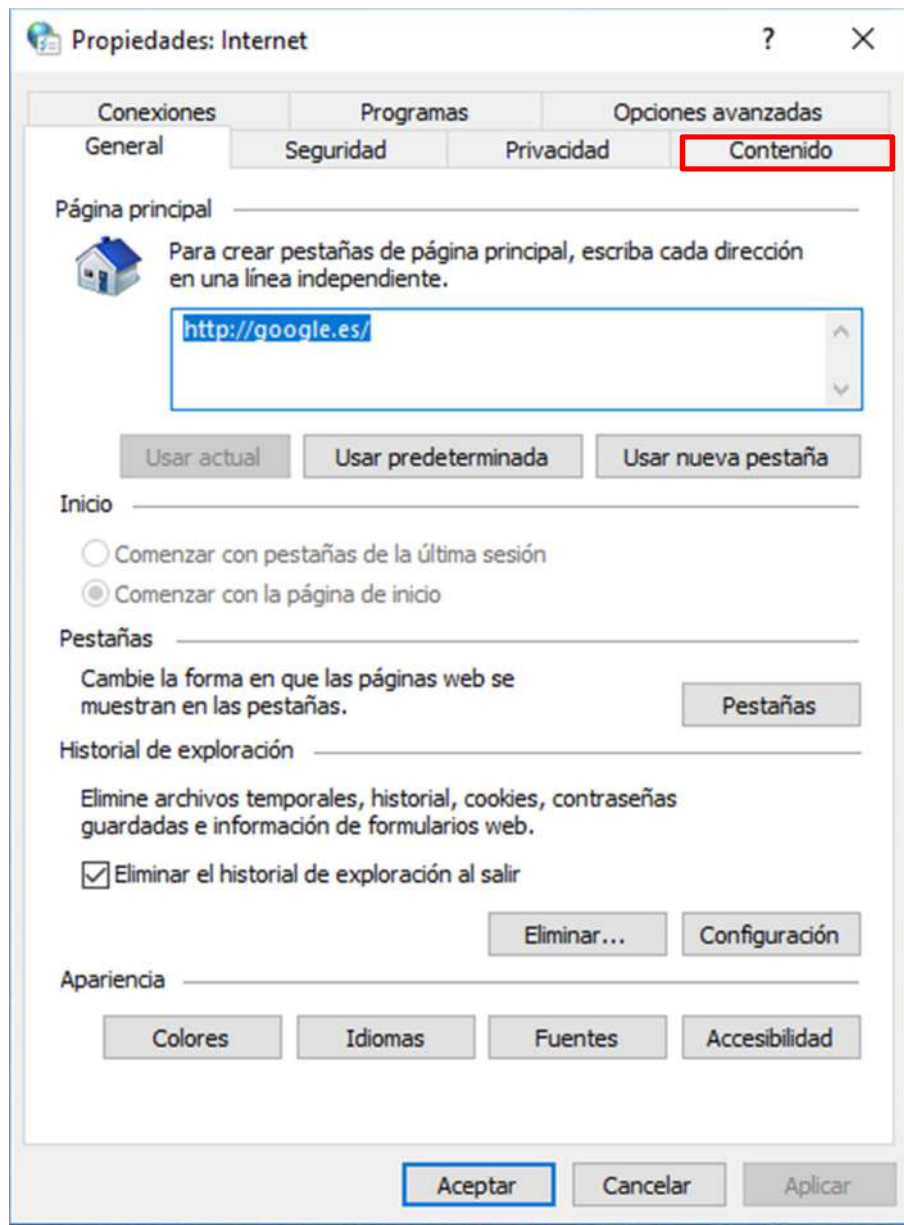 Propiedades: Internet
?
Conexiones
Programas
Opciones avanzadas
General
Seguridad
Privacidad
Contenido
Página principal
Para crear pestañas de página principal, escriba cada dirección
en una línea independiente.
http://google.es/
Usar actual
Usar predeterminada
Usar nueva pestaña
Inicio
Comenzar con pestañas de la última sesión
Comenzar con la página de inicio
Pestañas
Cambie la forma en que las páginas web se
muestran en las pestañas.
Pestañas
Historial de exploración
Elimine archivos temporales, historial, cookies, contraseñas
guardadas e información de formularios web.
Eliminar el historial de exploración al salir
Eliminar...
Configuración
Apariencia
Colores
Idiomas
Fuentes
Accesibilidad
Aceptar
Cancelar
Aplicar